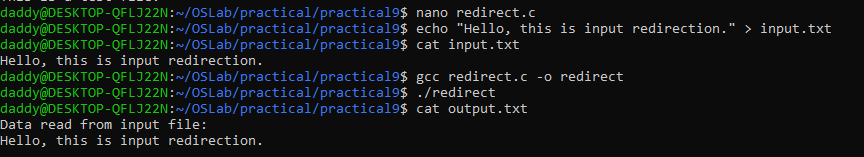 daddy@DESKTOP-QFLJ22N:~/OSLab/practical/practical9$ nano redirect.c
daddy@DESKTOP-QFLJ22N:~/OSLab/practical/practical9$ echo "Hello, this is input redirection." > input.txt
daddy@DESKTOP-QFLJ22N:~/OSLab/practical/practical9$ cat input.txt
Hello, this is input redirection.
daddy@DESKTOP-QFLJ22N:~/OSLab/practical/practical9$ gcc redirect.c -o redirect
daddy@DESKTOP-QFLJ22N:~/OSLab/practical/practical9$ ./redirect
daddy@DESKTOP-QFLJ22N:~/OSLab/practical/practical9$ cat output.txt
Data read from input file:
Hello, this is input redirection.